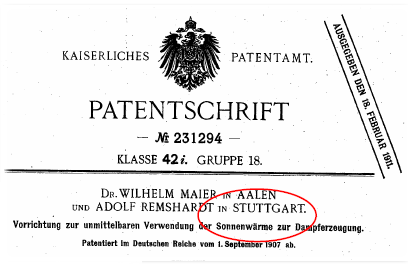 KAISERLICHES PATENTAMT.
AUSGEGEBEN DEN 18. FEBRUAR 1911.
PATENTSCHRIFT
— № 231294 —
KLASSE 42i. GRUPPE 18.
DR. WILHELM MAIER IN AALEN
UND ADOLF REMSHARDT IN STUTTGART.
Vorrichtung zur unmittelbaren Verwendung der Sonnenwärme zur Dampferzeugung.
Patentiert im Deutschen Reiche vom 1. September 1907 ab.